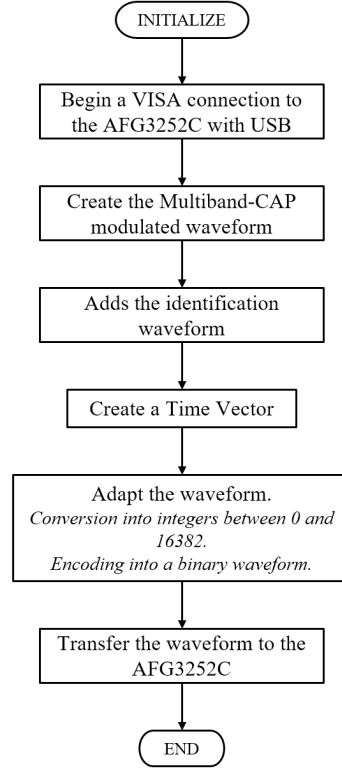 INITIALIZE
Begin a VISA connection to
the AFG3252C with USB
Create the Multiband-CAP
modulated waveform
Adds the identification
waveform
Create a Time Vector
Adapt the waveform.
Conversion into integers between 0 and
16382.
Encoding into a binary waveform.
Transfer the waveform to the
AFG3252C
END